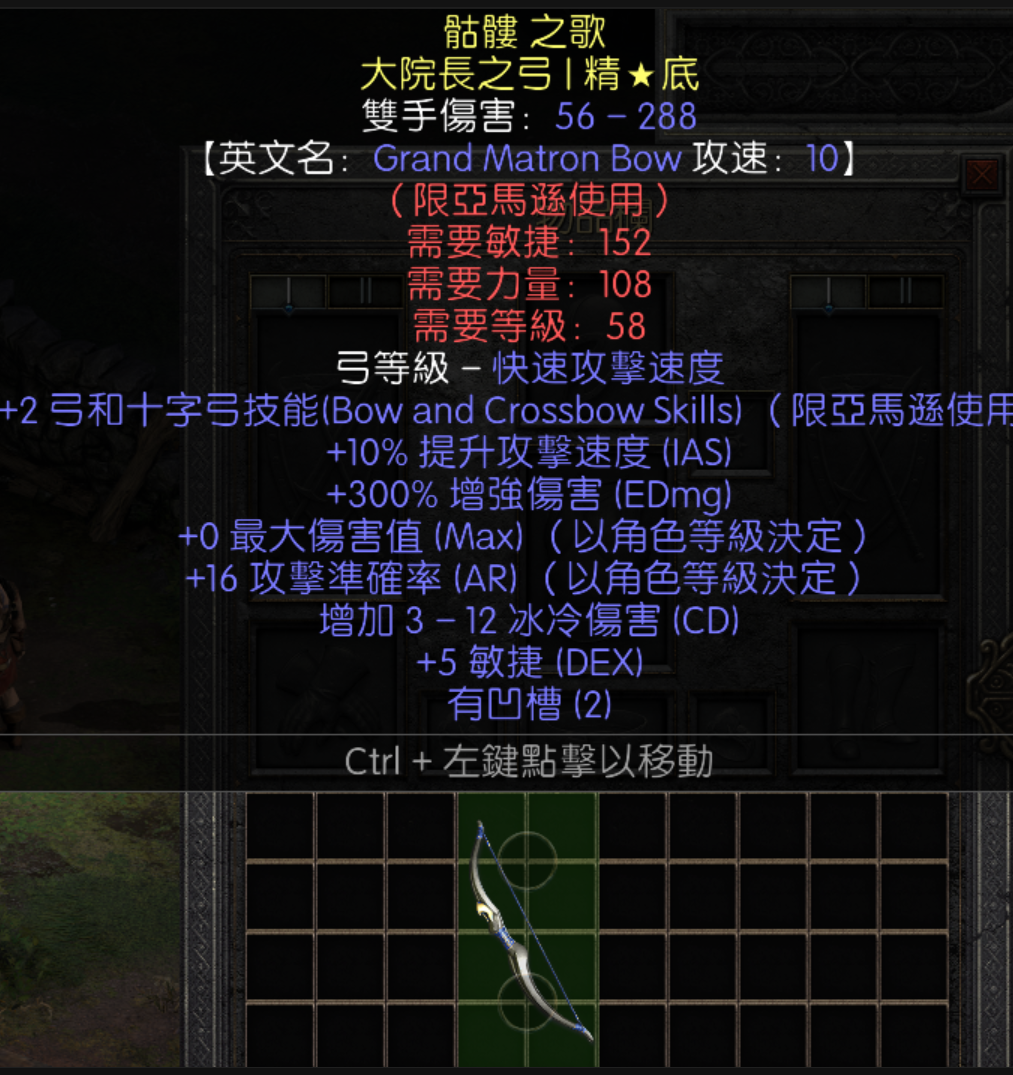 骷髏 之歌
大院長之弓 | 精★底
雙手傷害： 56 – 288
【英文名： Grand Matron Bow 攻速： 10】
（限亞馬遜使用）
需要敏捷： 152
需要力量： 108
需要等級： 58
弓等級 – 快速攻擊速度
+2 弓和十字弓技能(Bow and Crossbow Skills) （限亞馬遜使用
+10% 提升攻擊速度 (IAS)
+300% 增強傷害 (EDmg)
+0 最大傷害值 (Max) （以角色等級決定）
+16 攻擊準確率 (AR) （以角色等級決定）
增加 3 – 12 冰冷傷害 (CD)
+5 敏捷 (DEX)
有凹槽 (2)
Ctrl + 左鍵點擊以移動